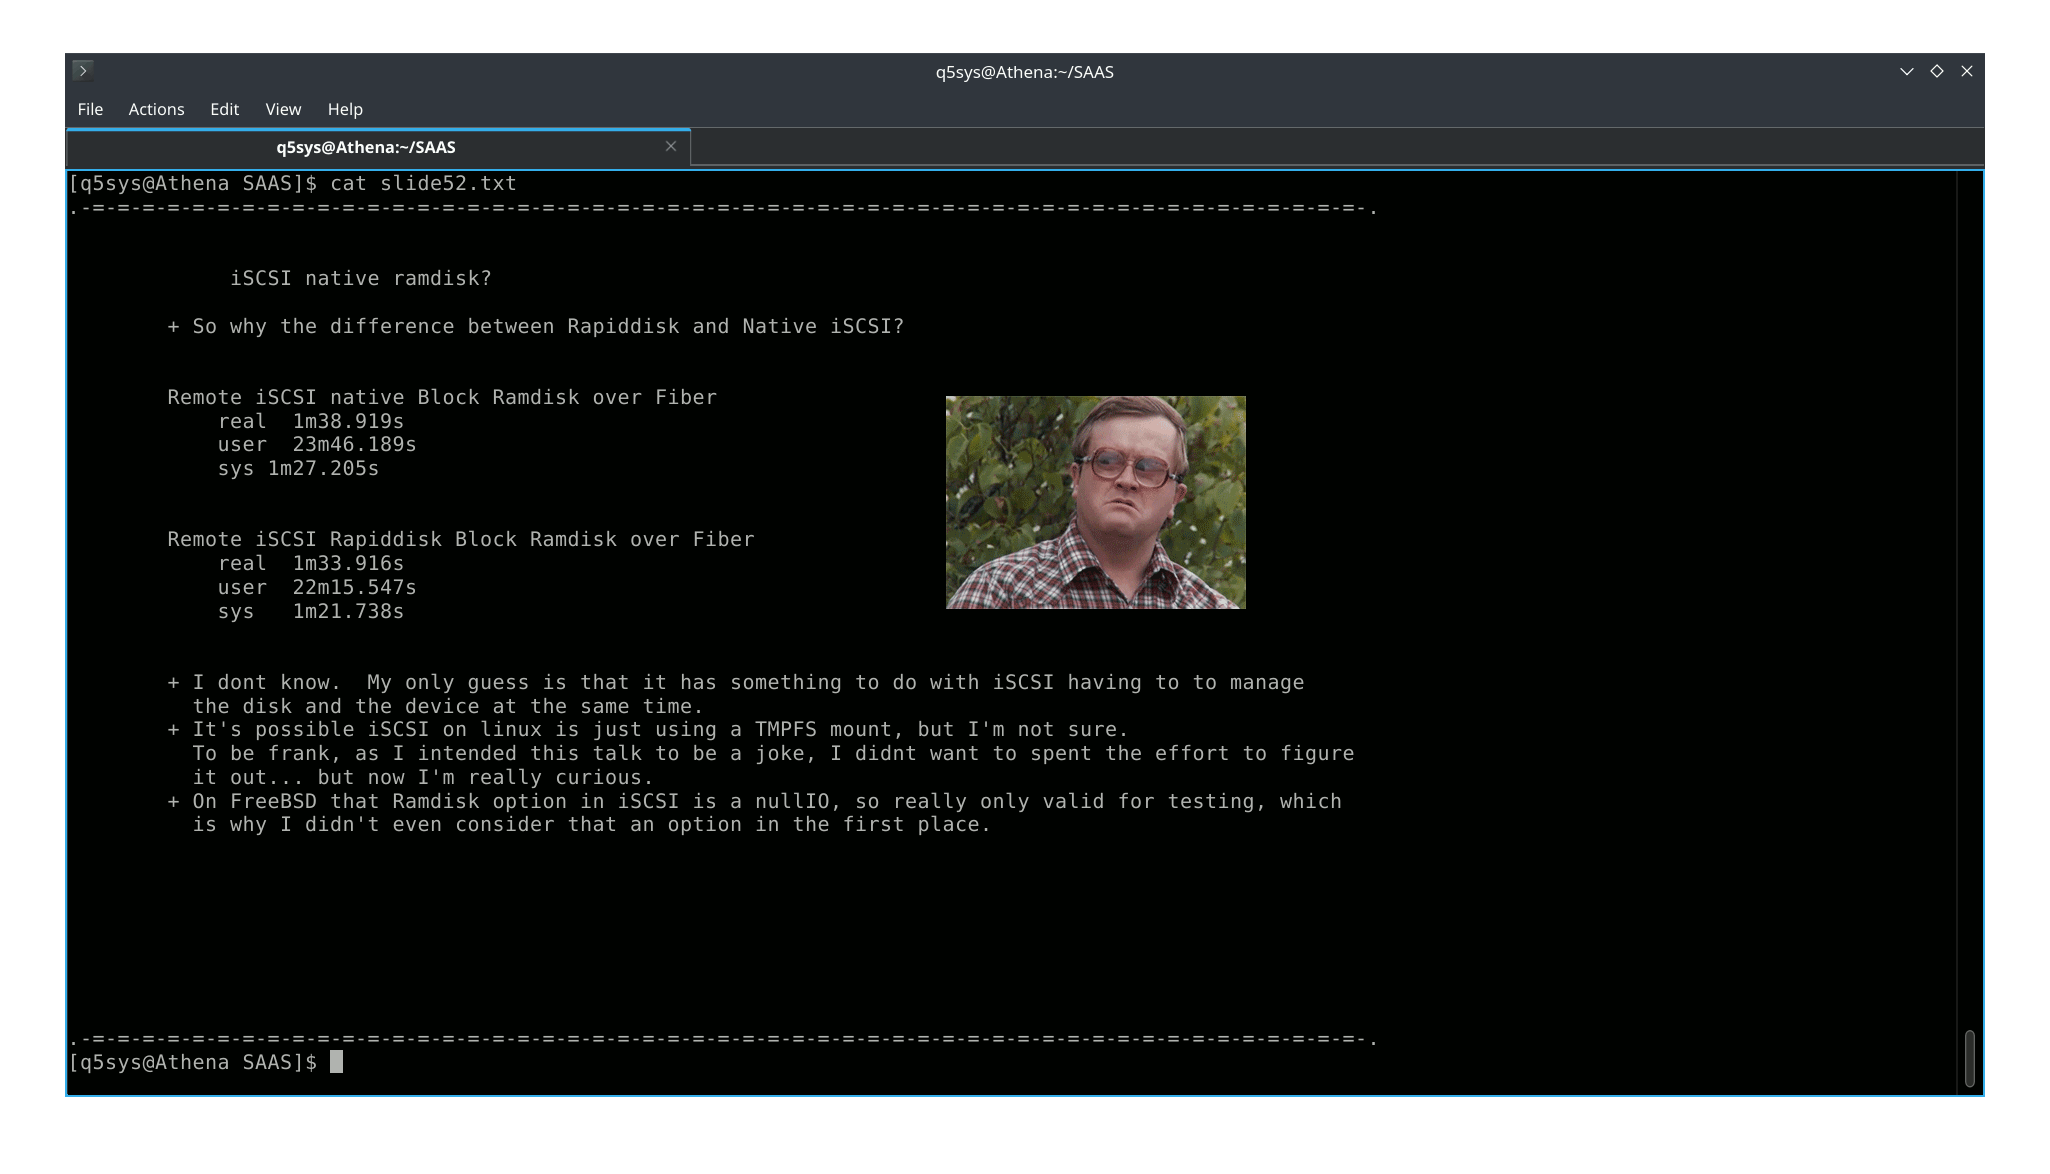 q5sys@Athena:~/SAAS
File Actions Edit View Help
q5sys@Athena:~/SAAS
[q5sys@Athena SAAS]$ cat slide52.txt
.-=-=-=-=-=-=-=-=-=-=-=-=-=-=-=-=-=-=-=-=-=-=-=-=-=-=-=-=-=-=-=-=-=-=-=-=-=-=-=-=-=-=-=-=-=-=-=-=-=-=-=-.
iSCSI native ramdisk?
+ So why the difference between Rapiddisk and Native iSCSI?
Remote iSCSI native Block Ramdisk over Fiber
real  1m38.919s
user  23m46.189s
sys 1m27.205s
Remote iSCSI Rapiddisk Block Ramdisk over Fiber
real  1m33.916s
user  22m15.547s
sys   1m21.738s
+ I dont know.  My only guess is that it has something to do with iSCSI having to to manage
the disk and the device at the same time.
+ It's possible iSCSI on linux is just using a TMPFS mount, but I'm not sure.
To be frank, as I intended this talk to be a joke, I didnt want to spent the effort to figure
it out... but now I'm really curious.
+ On FreeBSD that Ramdisk option in iSCSI is a nullIO, so really only valid for testing, which
is why I didn't even consider that an option in the first place.
.-=-=-=-=-=-=-=-=-=-=-=-=-=-=-=-=-=-=-=-=-=-=-=-=-=-=-=-=-=-=-=-=-=-=-=-=-=-=-=-=-=-=-=-=-=-=-=-=-=-=-=-.
[q5sys@Athena SAAS]$